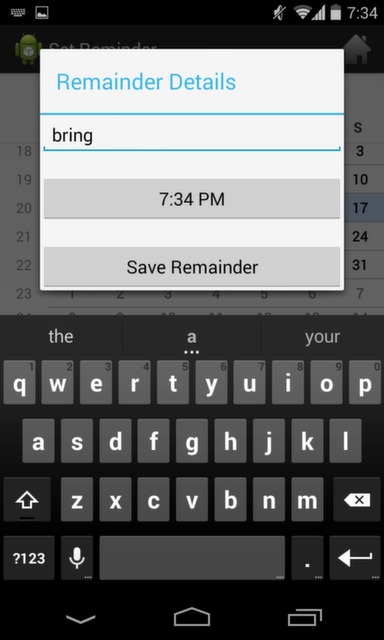 7:34
Set Reminder
Remainder Details
bring
7:34 PM
Save Remainder
S
18 3
19 10
20 17
21 24
22 31
23 1 2 3 4 5 6 7
the a your
1 2 3 4 5 6 7 8 9 0
q w e r t y u i o p
a s d f g h j k l
z x c v b n m
?123 .